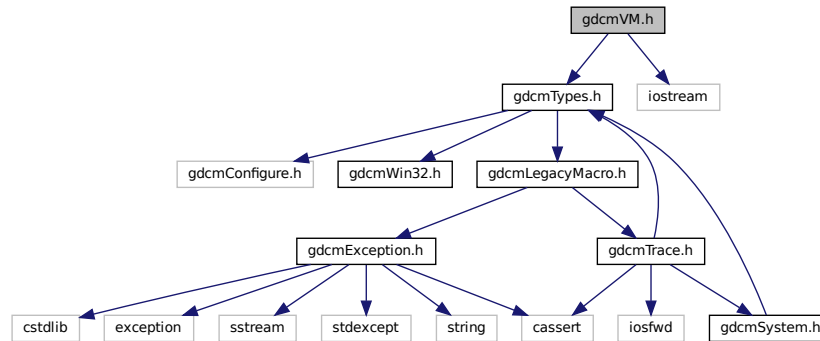 gdcmVM.h
gdcmTypes.h
iostream
gdcmConfigure.h
gdcmWin32.h
gdcmLegacyMacro.h
gdcmException.h
gdcmTrace.h
cstdlib
exception
sstream
stdexcept
string
cassert
iosfwd
gdcmSystem.h